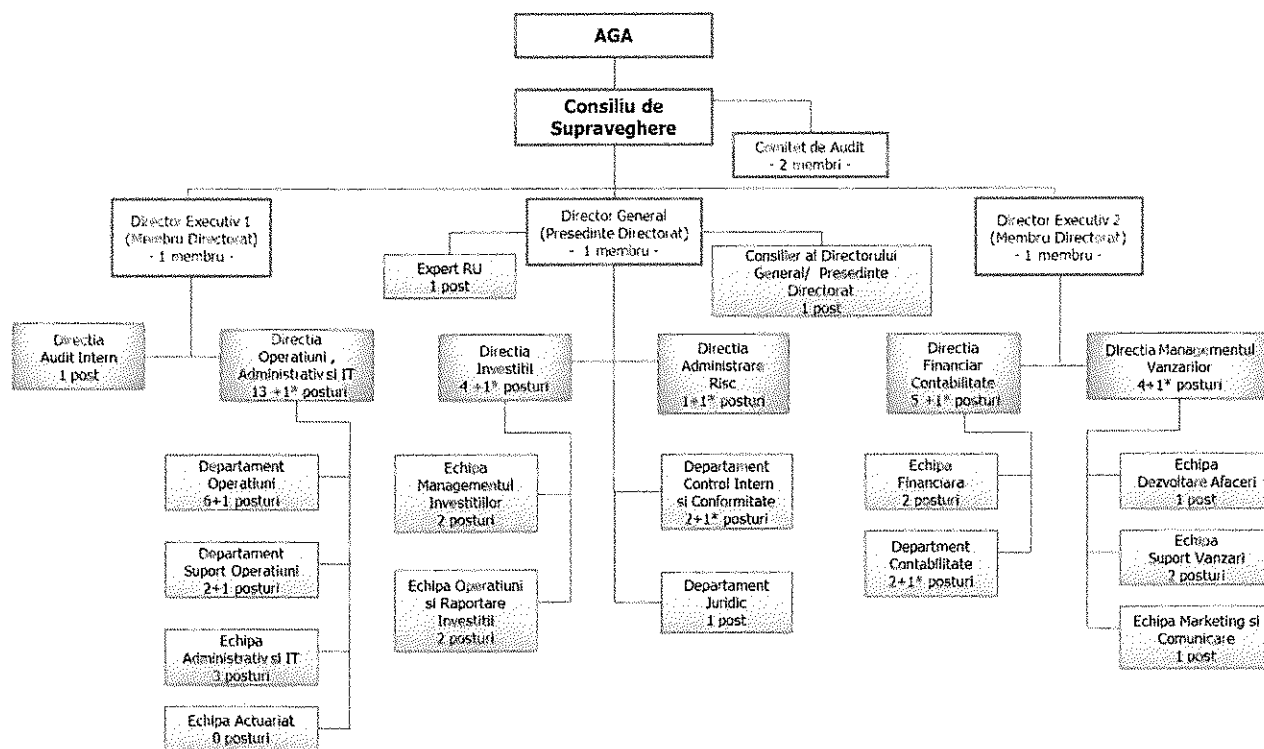 AGA
Consiliu de
Supraveghere
Comitet de Audit
- 2 membri -
Director Executiv 1
(Membru Directorat)
- 1 membru -
Director General
(Presedinte Directorat)
- 1 membru -
Director Executiv 2
(Membru Directorat)
- 1 membru -
Expert RU
1 post
Consilier al Directorului
General/ Presedinte
Directorat
1 post
Directia
Audit Intern
1 post
Directia
Operatiuni ,
Administrativ si IT
13 +1* posturi
Directia
Investitii
4 +1* posturi
Directia
Administrare
Risc
1+1* posturi
Directia
Financiar
Contabilitate
5 +1* posturi
Directia Managementul
Vanzarilor
4+1* posturi
Departament
Operatiuni
6+1 posturi
Echipa
Managementul
Investitiilor
2 posturi
Departament
Control Intern
si Conformitate
2+1* posturi
Echipa
Financiara
2 posturi
Echipa
Dezvoltare Afaceri
1 post
Departament
Suport Operatiuni
2+1 posturi
Echipa Operatiuni
si Raportare
Investitii
2 posturi
Departament
Juridic
1 post
Department
Contabilitate
2+1* posturi
Echipa
Suport Vanzari
2 posturi
Echipa
Administrativ si IT
3 posturi
Echipa Marketing si
Comunicare
1 post
Echipa Actuariat
0 posturi